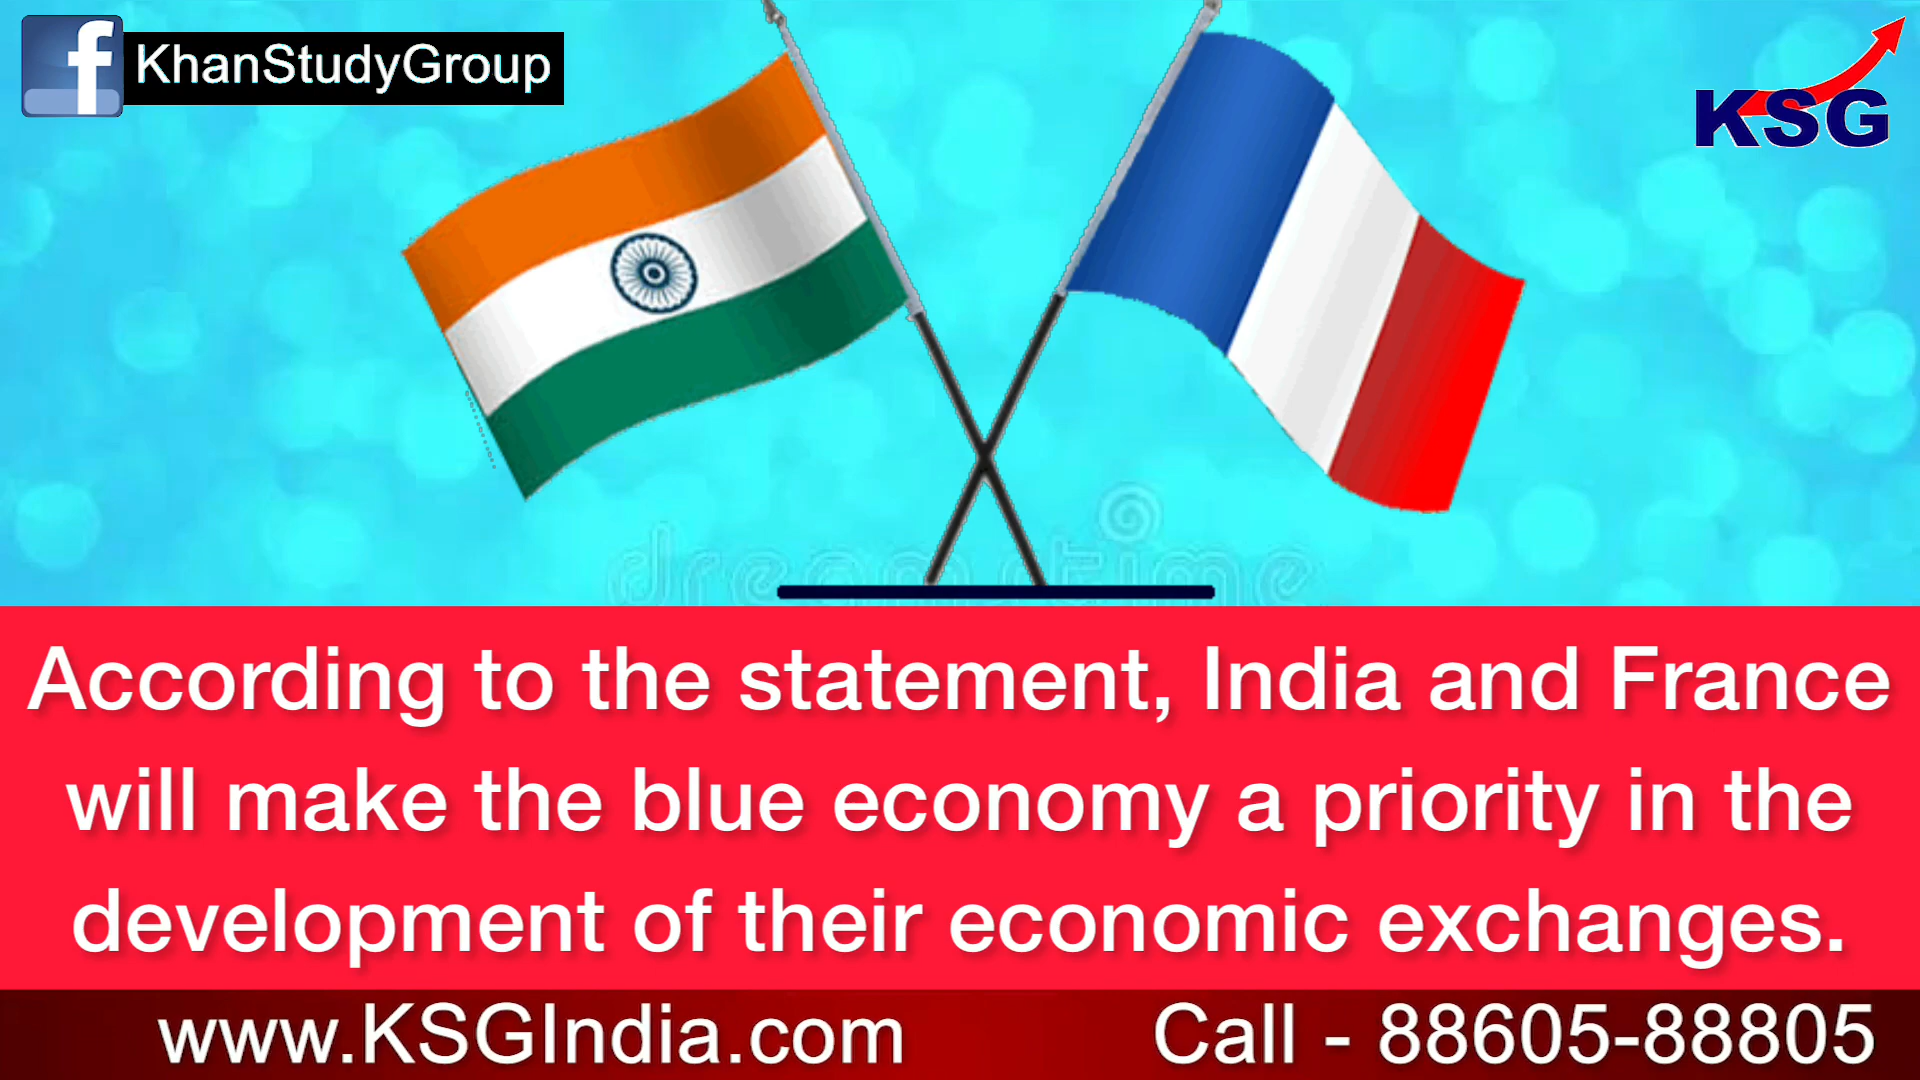 KhanStudyGroup
KSG
dreamstime
According to the statement, India and France
will make the blue economy a priority in the
development of their economic exchanges.
www.KSGIndia.com
Call - 88605-88805